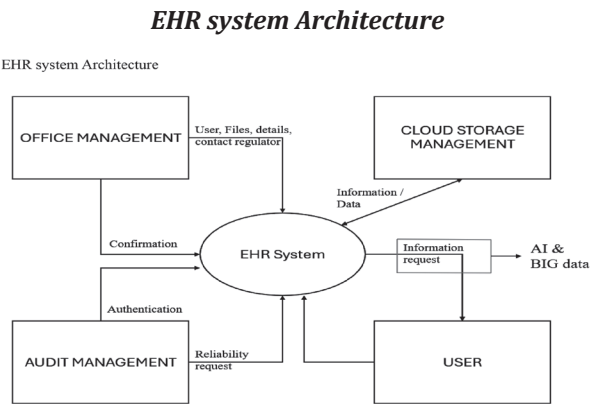 EHR system Architecture
EHR system Architecture
OFFICE MANAGEMENT
User, Files, details,
contact regulator
CLOUD STORAGE
MANAGEMENT
Information /
Data
Confirmation
EHR System
Information
request
AI &
BIG data
Authentication
AUDIT MANAGEMENT
Reliability
request
USER